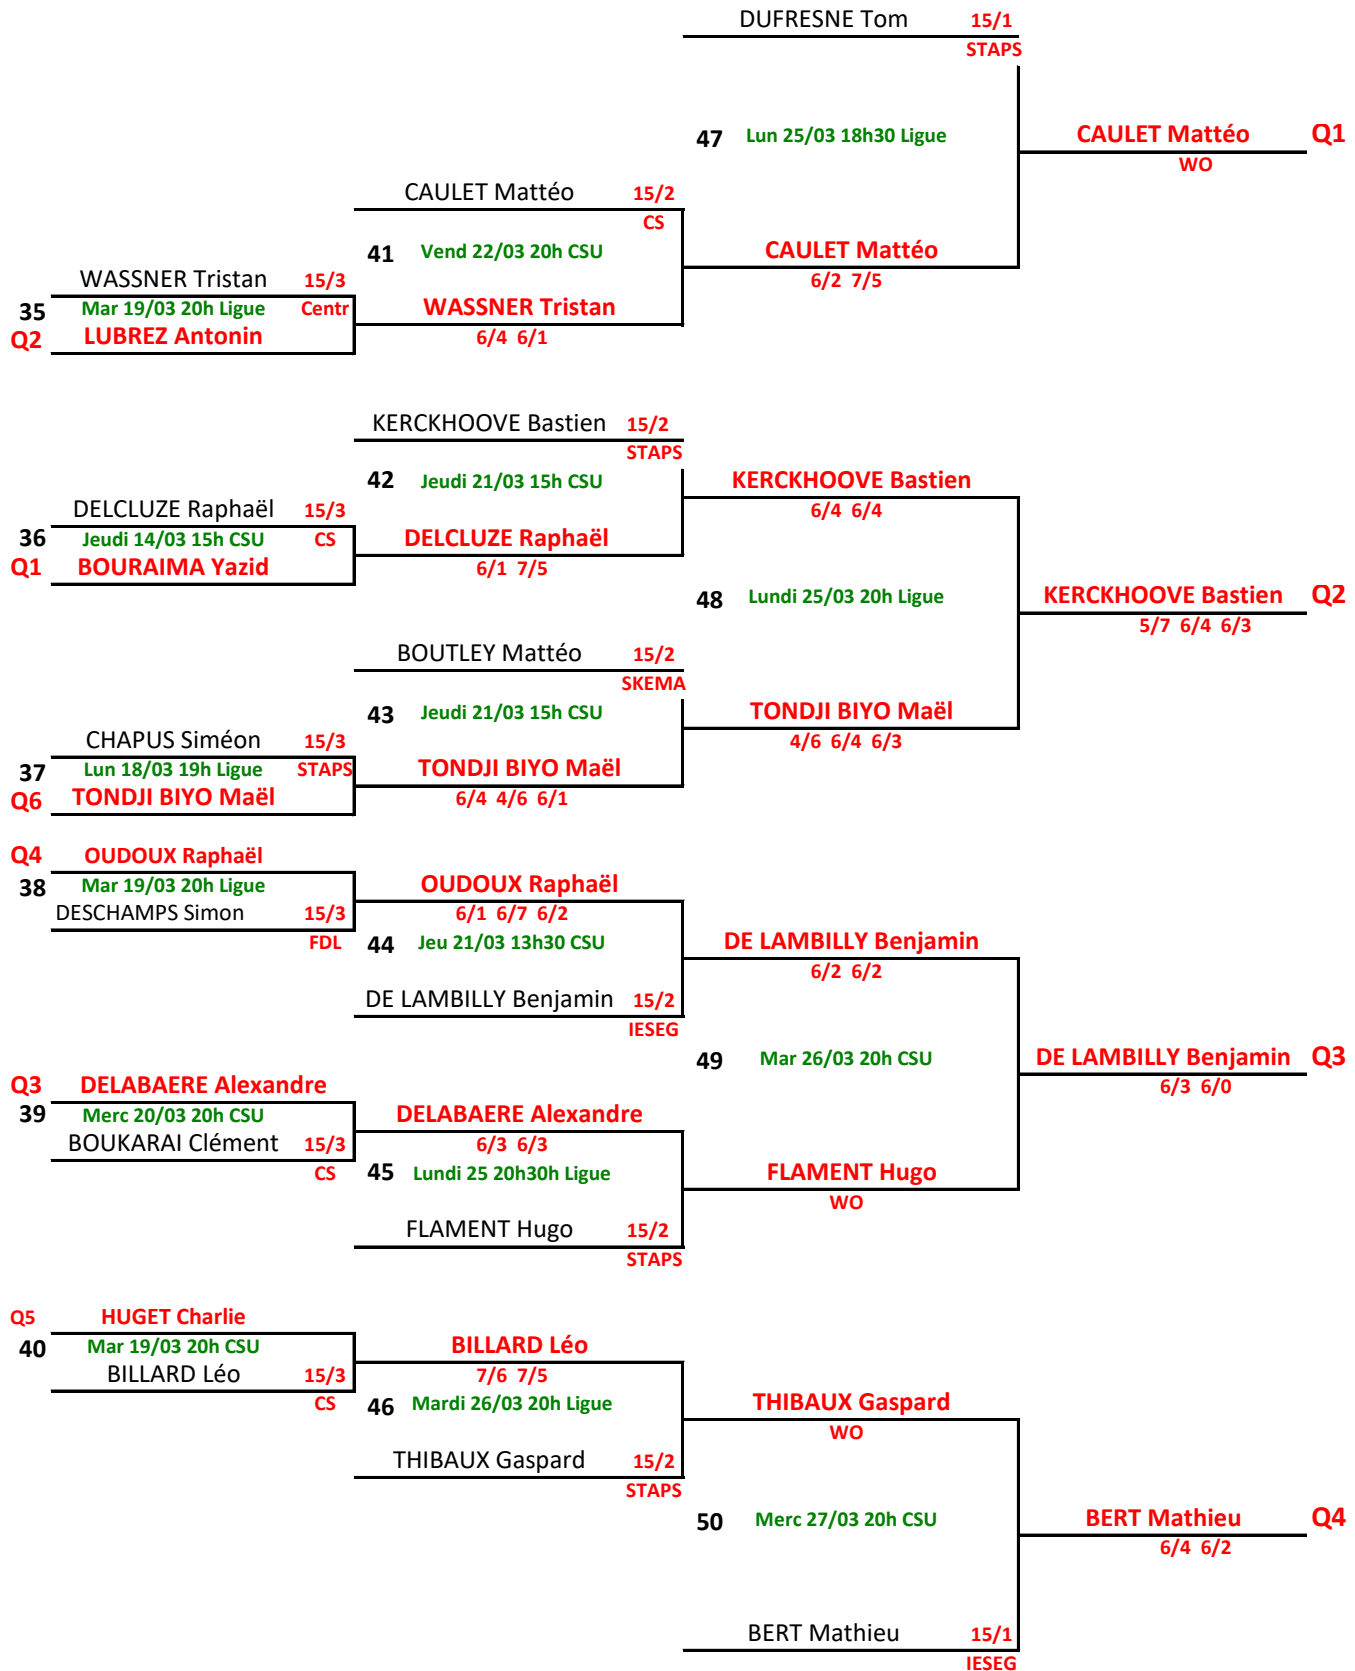 DUFRESNE Tom 15/1
STAPS
47 Lun 25/03 18h30 Ligue
CAULET Mattéo Q1
WO
CAULET Mattéo 15/2
CS
41 Vend 22/03 20h CSU
CAULET Mattéo
6/2 7/5
WASSNER Tristan 15/3
35 Mar 19/03 20h Ligue Centr
Q2 LUBREZ Antonin
WASSNER Tristan
6/4 6/1
KERCKHOOVE Bastien 15/2
STAPS
42 Jeudi 21/03 15h CSU
KERCKHOOVE Bastien
6/4 6/4
DELCLUZE Raphaël 15/3
36 Jeudi 14/03 15h CSU CS
Q1 BOURAIMA Yazid
DELCLUZE Raphaël
6/1 7/5
48 Lundi 25/03 20h Ligue
KERCKHOOVE Bastien Q2
5/7 6/4 6/3
BOUTLEY Mattéo 15/2
SKEMA
43 Jeudi 21/03 15h CSU
TONDJI BIYO Maël
4/6 6/4 6/3
CHAPUS Siméon 15/3
37 Lun 18/03 19h Ligue STAPS
Q6 TONDJI BIYO Maël
TONDJI BIYO Maël
6/4 4/6 6/1
Q4 OUDOUX Raphaël
38 Mar 19/03 20h Ligue
DESCHAMPS Simon 15/3
FDL
OUDOUX Raphaël
6/1 6/7 6/2
44 Jeu 21/03 13h30 CSU
DE LAMBILLY Benjamin
6/2 6/2
DE LAMBILLY Benjamin 15/2
IESEG
49 Mar 26/03 20h CSU
DE LAMBILLY Benjamin Q3
6/3 6/0
Q3 DELABAERE Alexandre
39 Merc 20/03 20h CSU
BOUKARAI Clément 15/3
CS
DELABAERE Alexandre
6/3 6/3
45 Lundi 25 20h30h Ligue
FLAMENT Hugo
WO
FLAMENT Hugo 15/2
STAPS
Q5 HUGET Charlie
40 Mar 19/03 20h CSU
BILLARD Léo 15/3
CS
BILLARD Léo
7/6 7/5
46 Mardi 26/03 20h Ligue
THIBAUX Gaspard
WO
THIBAUX Gaspard 15/2
STAPS
50 Merc 27/03 20h CSU
BERT Mathieu Q4
6/4 6/2
BERT Mathieu 15/1
IESEG